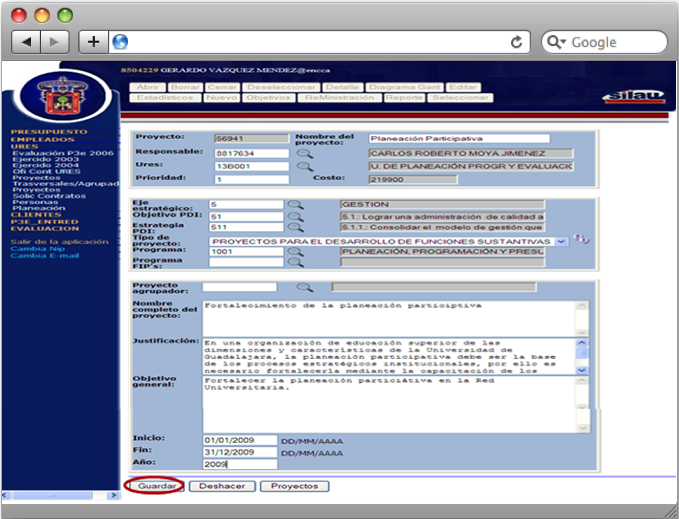 Google
8504229 GERARDO VAZQUEZ MENDEZ@encca
Abrir Borrar Cerrar Deseleccionar Detalle Diagrama Gant Editar
Estadísticos Nuevo Objetivos ReMinistración Reporte Seleccionar
siiau
PRESUPUESTO
EMPLEADOS
URES
Evaluación P3e 2006
Ejercido 2003
Ejercido 2004
Ofi Cont URES
Proyectos
Trasversales/Agrupad
Proyectos
Solic Contratos
Personas
Planeación
CLIENTES
P3E_ENTRED
EVALUACION
Salir de la aplicación
Cambia Nip
Cambia E-mail
Proyecto: 56941 Nombre del proyecto: Planeación Participativa
Responsable: 8817634 CARLOS ROBERTO MOYA JIMENEZ
Ures: 13B001 U. DE PLANEACIÓN PROGR Y EVALUACIÓ
Prioridad: 1 Costo: 219900
Eje estratégico: 5 GESTION
Objetivo PDI: 51 5.1.: Lograr una administración de calidad a
Estrategia PDI: 511 5.1.1.: Consolidar el modelo de gestión que
Tipo de proyecto: PROYECTOS PARA EL DESARROLLO DE FUNCIONES SUSTANTIVAS
Programa: 1001 PLANEACIÓN, PROGRAMACIÓN Y PRESU
Programa FIP's:
Proyecto agrupador:
Nombre completo del proyecto: Fortalecimiento de la planeación participtiva
Justificación: En una organización de educación superior de las
dimensiones y características de la Universidad de
Guadalajara, la planeación participativa debe ser la base
de los procesos estratégicos institucionales, por ello es
necesario fortalecerla mediante la capacitación de los
Objetivo general: Fortalecer la planeación particiátiva en la Red
Universitaria.
Inicio: 01/01/2009 DD/MM/AAAA
Fin: 31/12/2009 DD/MM/AAAA
Año: 2009
Guardar Deshacer Proyectos